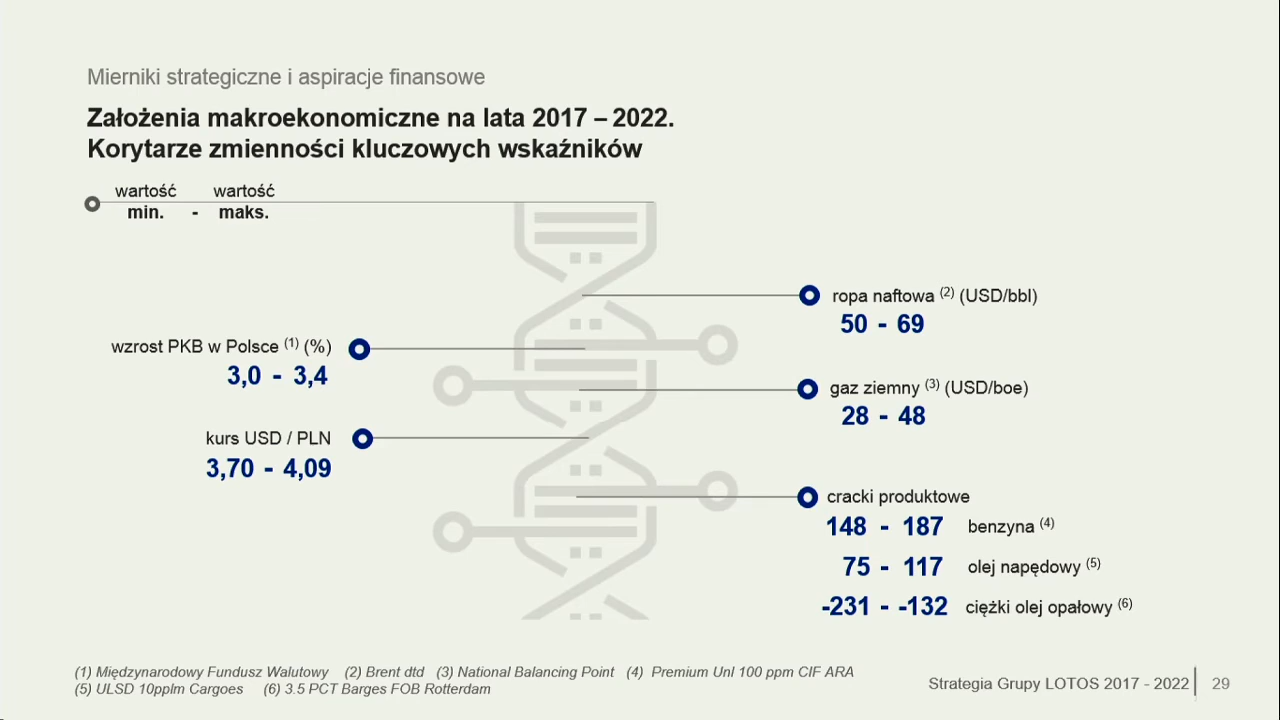 Mierniki strategiczne i aspiracje finansowe
Założenia makroekonomiczne na lata 2017 – 2022.
Korytarze zmienności kluczowych wskaźników
wartość wartość
min. - maks.
ropa naftowa (2) (USD/bbl)
50 - 69
wzrost PKB w Polsce (1) (%)
3,0 - 3,4
gaz ziemny (3) (USD/boe)
28 - 48
kurs USD / PLN
3,70 - 4,09
cracki produktowe
148 - 187 benzyna (4)
75 - 117 olej napędowy (5)
-231 - -132 ciężki olej opałowy (6)
(1) Międzynarodowy Fundusz Walutowy (2) Brent dtd (3) National Balancing Point (4) Premium Unl 100 ppm CIF ARA
(5) ULSD 10pplm Cargoes (6) 3.5 PCT Barges FOB Rotterdam
Strategia Grupy LOTOS 2017 - 2022 29